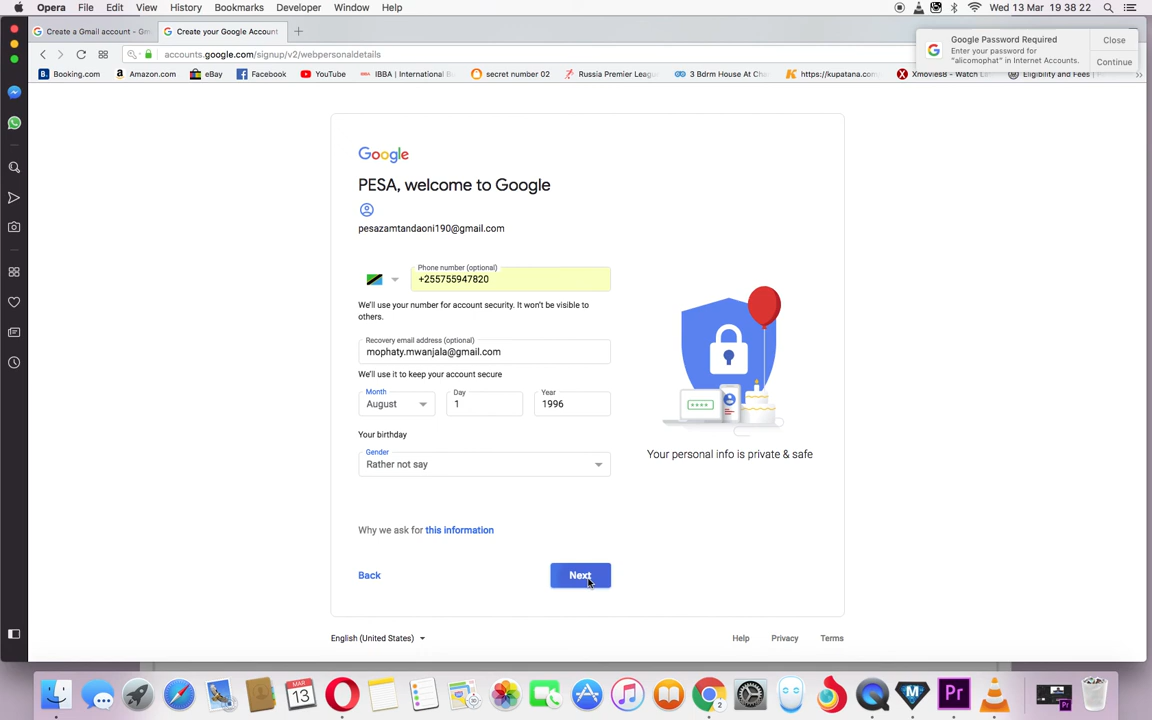 Opera File Edit View History Bookmarks Developer Window Help Wed 13 Mar 19 38 22
Create a Gmail account - Gm Create your Google Account
accounts.google.com/signup/v2/webpersonaldetails
Booking.com Amazon.com eBay Facebook YouTube IBBA | International B secret number 02 Russia Premier Leagu 3 Bdrm House At Cha https://kupatana.com Xmovies8 - Watch L Eligibility and Fees | »
Google Password Required
Enter your password for
"alicomophat" in Internet Accounts.
Close
Continue
Google
PESA, welcome to Google
pesazamtandaoni190@gmail.com
Phone number (optional)
+255755947820
We'll use your number for account security. It won't be visible to
others.
Recovery email address (optional)
mophaty.mwanjala@gmail.com
We'll use it to keep your account secure
Month Day Year
August 1 1996
Your birthday
Gender
Rather not say
Why we ask for this information
Back Next
Your personal info is private & safe
English (United States) Help Privacy Terms
MAR
13
2
Pr